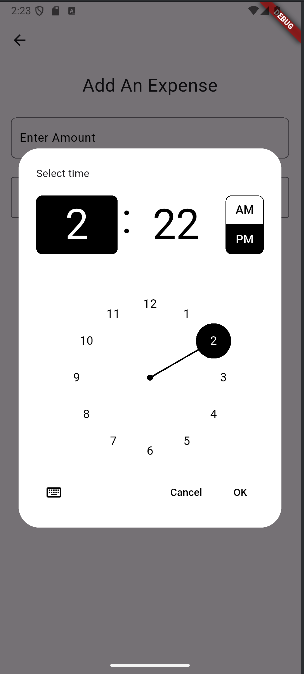 2:23
DEBUG
Add An Expense
Enter Amount
Select time
2 : 22
AM
PM
12
11 1
10 2
9 3
8 4
7 5
6
Cancel OK